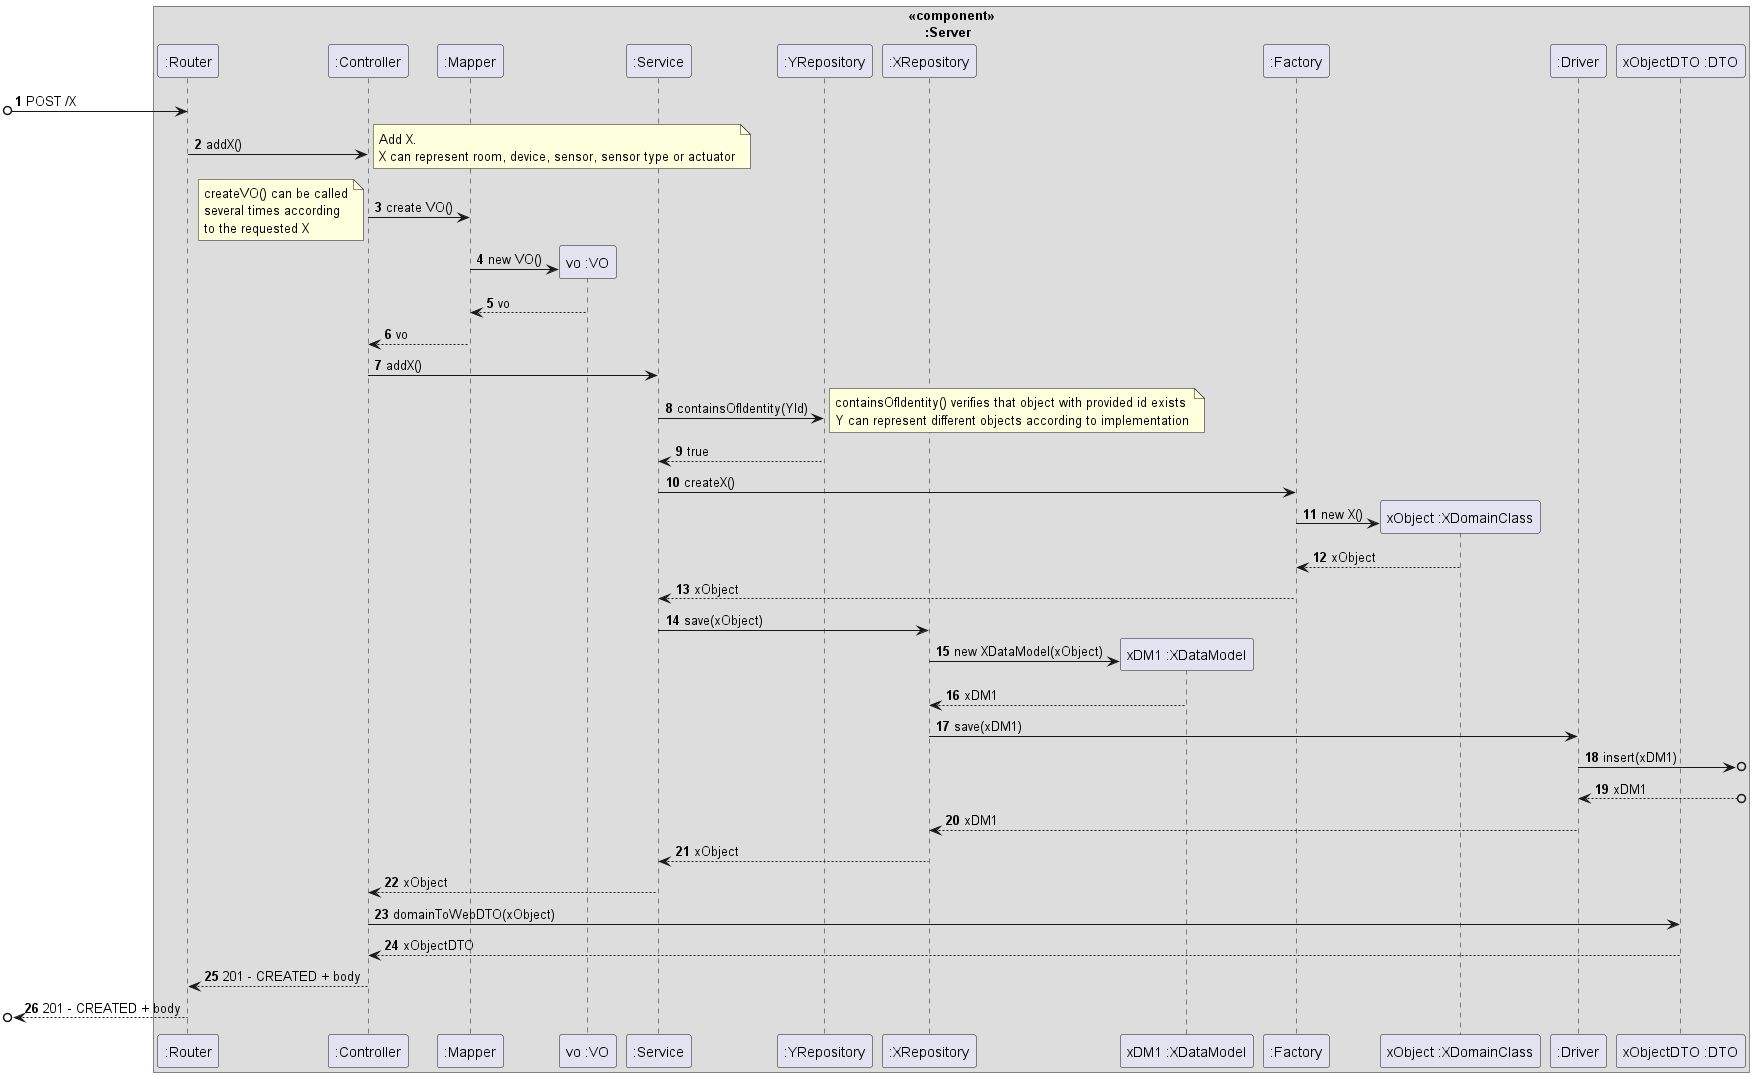 «component»
:Server
:Router
:Controller
:Mapper
:Service
:YRepository
:XRepository
:Factory
:Driver
xObjectDTO :DTO
1 POST /X
2 addX()
Add X.
X can represent room, device, sensor, sensor type or actuator
createVO() can be called
several times according
to the requested X
3 create VO()
4 new VO()
vo :VO
5 vo
6 vo
7 addX()
8 containsOfIdentity(YId)
containsOfIdentity() verifies that object with provided id exists
Y can represent different objects according to implementation
9 true
10 createX()
11 new X()
xObject :XDomainClass
12 xObject
13 xObject
14 save(xObject)
15 new XDataModel(xObject)
xDM1 :XDataModel
16 xDM1
17 save(xDM1)
18 insert(xDM1)
19 xDM1
20 xDM1
21 xObject
22 xObject
23 domainToWebDTO(xObject)
24 xObjectDTO
25 201 - CREATED + body
26 201 - CREATED + body
:Router
:Controller
:Mapper
vo :VO
:Service
:YRepository
:XRepository
xDM1 :XDataModel
:Factory
xObject :XDomainClass
:Driver
xObjectDTO :DTO